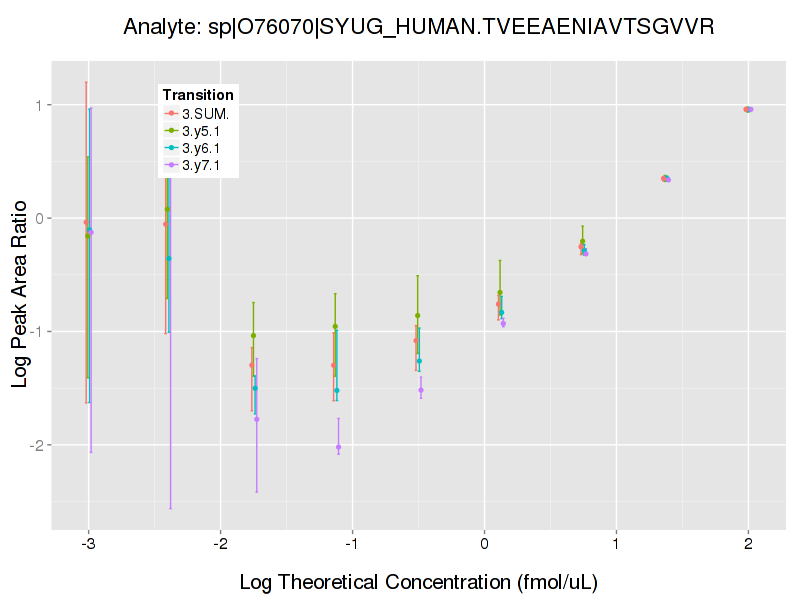 Analyte: sp|O76070|SYUG_HUMAN.TVEEAENIAVTSGVVR
Transition
3.SUM.
3.y5.1
3.y6.1
3.y7.1
1
0
-1
-2
Log Peak Area Ratio
-3
-2
-1
0
1
2
Log Theoretical Concentration (fmol/uL)